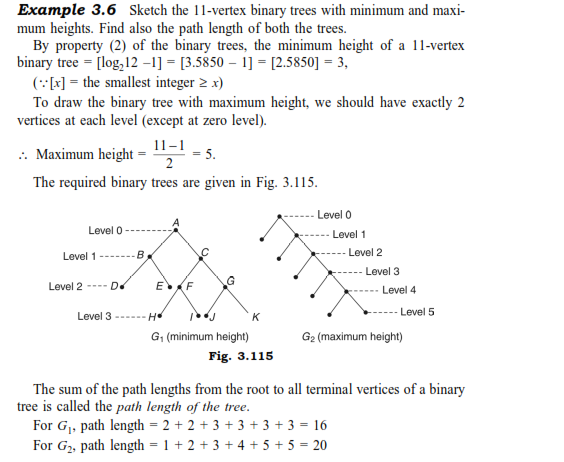 Example 3.6 Sketch the 11-vertex binary trees with minimum and maxi-
mum heights. Find also the path length of both the trees.
By property (2) of the binary trees, the minimum height of a 11-vertex
binary tree = [log₂12 –1] = [3.5850 – 1] = [2.5850] = 3,
(∵[x] = the smallest integer ≥ x)
To draw the binary tree with maximum height, we should have exactly 2
vertices at each level (except at zero level).
∴ Maximum height = 11–1/2 = 5.
The required binary trees are given in Fig. 3.115.
Level 0 A
Level 1 B C
Level 2 D E F G
Level 3 H I J K
G₁ (minimum height)
Level 0
Level 1
Level 2
Level 3
Level 4
Level 5
G₂ (maximum height)
Fig. 3.115
The sum of the path lengths from the root to all terminal vertices of a binary
tree is called the path length of the tree.
For G₁, path length = 2 + 2 + 3 + 3 + 3 + 3 = 16
For G₂, path length = 1 + 2 + 3 + 4 + 5 + 5 = 20